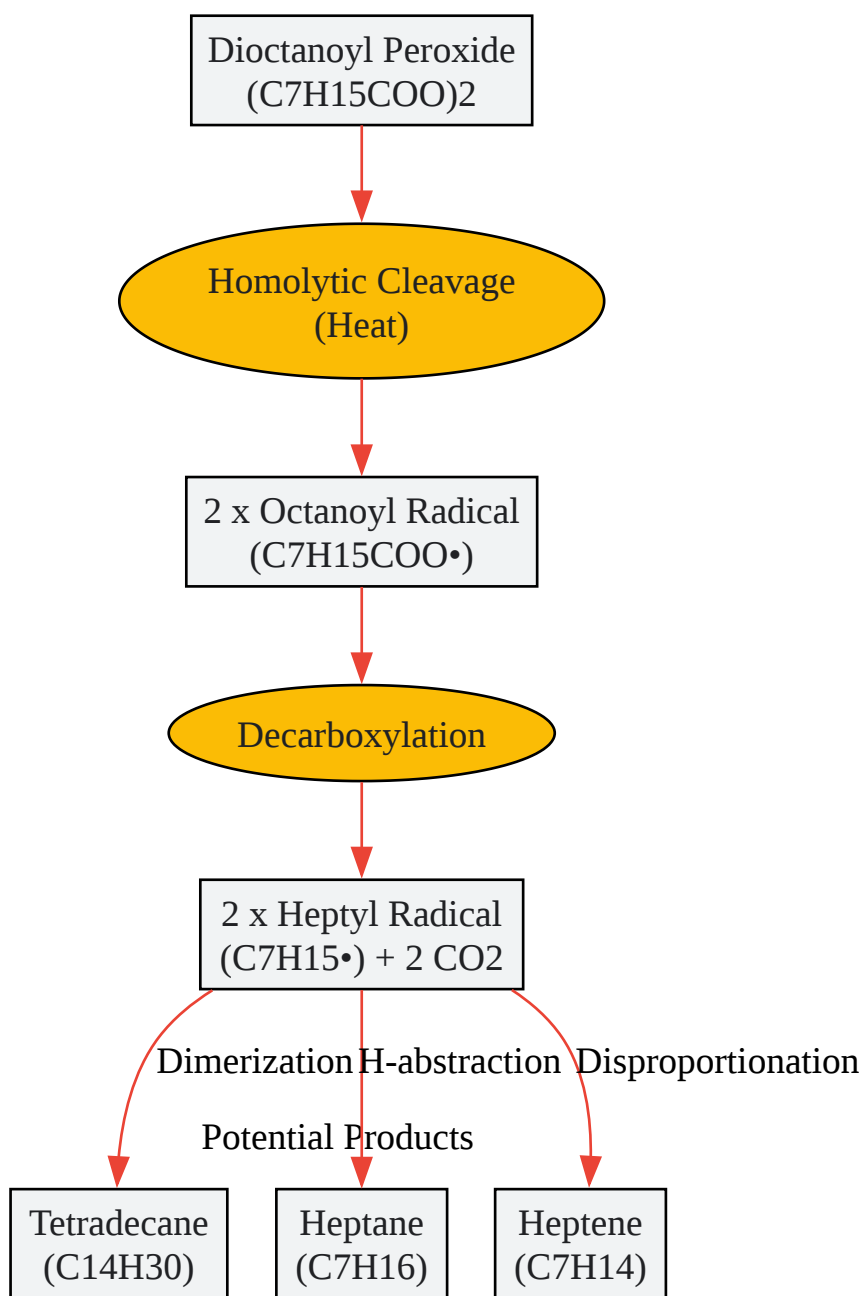 Dioctanoyl Peroxide
(C7H15COO)2
Homolytic Cleavage
(Heat)
2 x Octanoyl Radical
(C7H15COO•)
Decarboxylation
2 x Heptyl Radical
(C7H15•) + 2 CO2
Dimerization
H-abstraction
Disproportionation
Potential Products
Tetradecane
(C14H30)
Heptane
(C7H16)
Heptene
(C7H14)